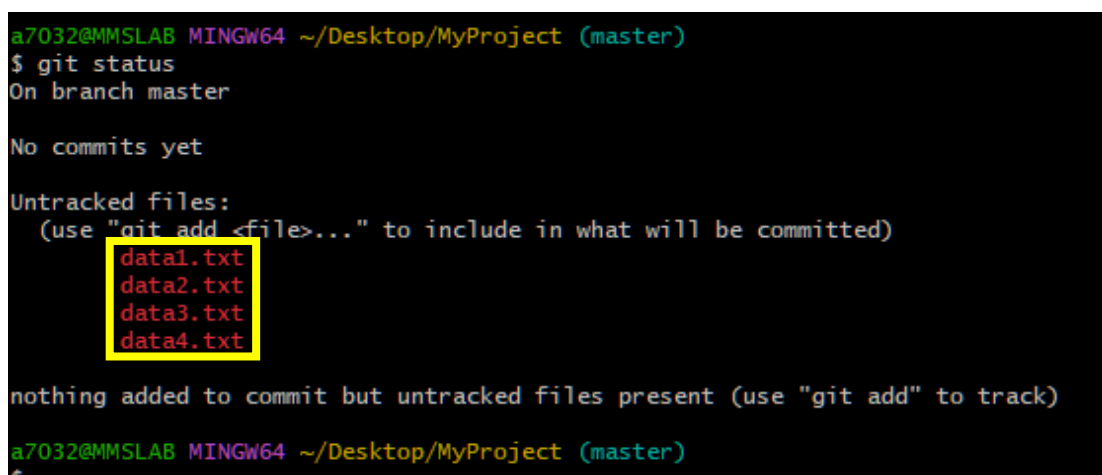 a7032@MMSLAB MINGW64 ~/Desktop/MyProject (master)
$ git status
On branch master
No commits yet
Untracked files:
(use "git add <file>..." to include in what will be committed)
data1.txt
data2.txt
data3.txt
data4.txt
nothing added to commit but untracked files present (use "git add" to track)
a7032@MMSLAB MINGW64 ~/Desktop/MyProject (master)
$